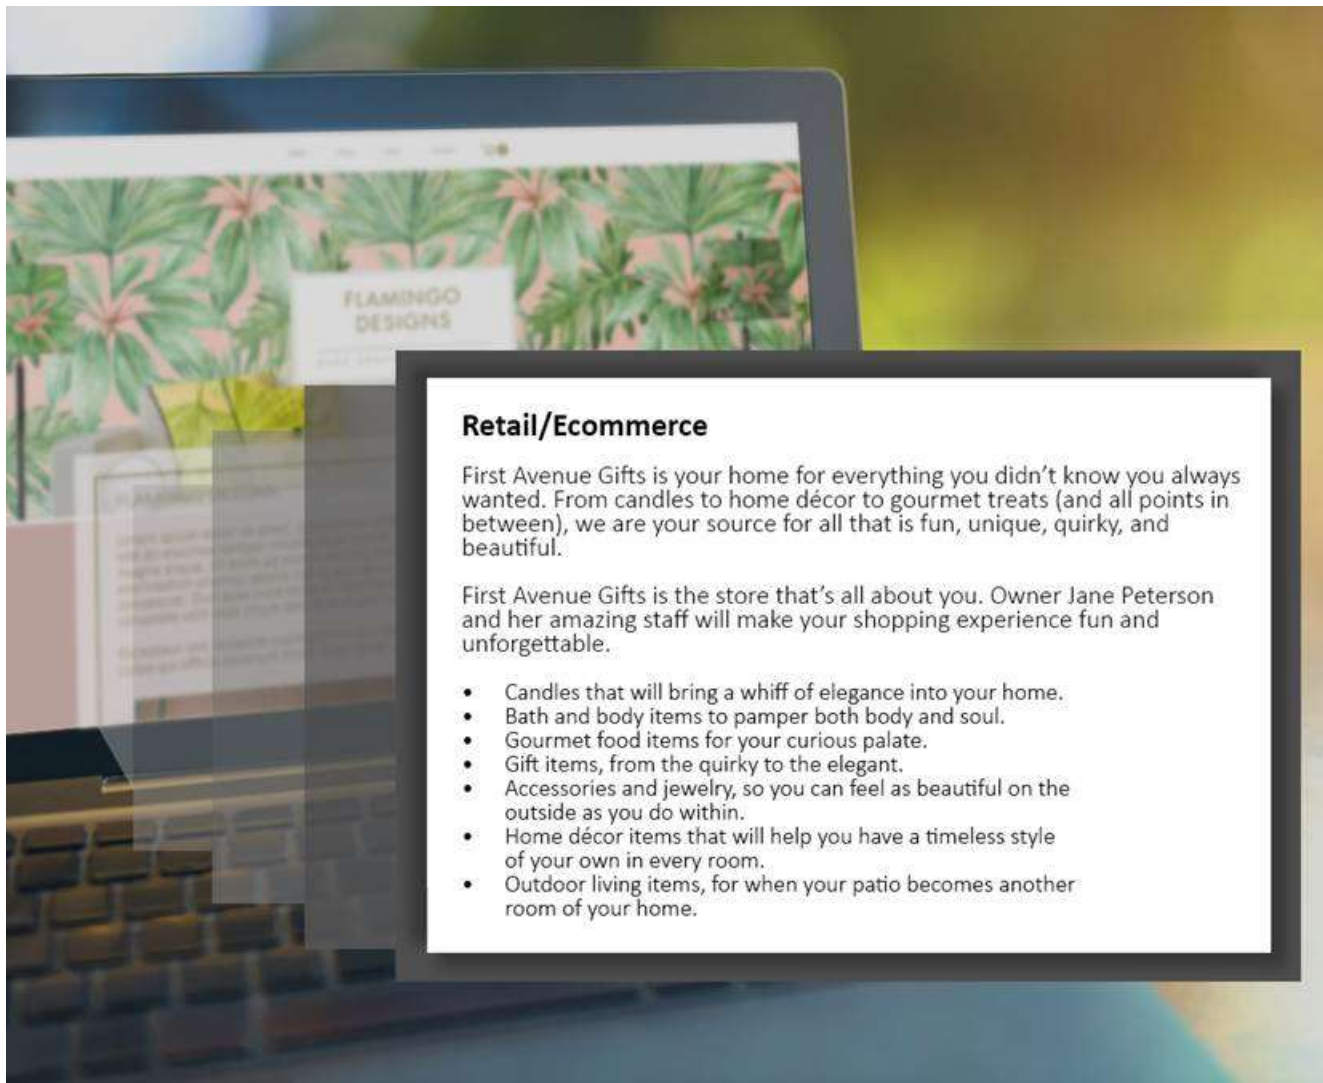 FLAMINGO
DESIGNS
Retail/Ecommerce
First Avenue Gifts is your home for everything you didn’t know you always
wanted. From candles to home décor to gourmet treats (and all points in
between), we are your source for all that is fun, unique, quirky, and
beautiful.
First Avenue Gifts is the store that’s all about you. Owner Jane Peterson
and her amazing staff will make your shopping experience fun and
unforgettable.
• Candles that will bring a whiff of elegance into your home.
• Bath and body items to pamper both body and soul.
• Gourmet food items for your curious palate.
• Gift items, from the quirky to the elegant.
• Accessories and jewelry, so you can feel as beautiful on the
outside as you do within.
• Home décor items that will help you have a timeless style
of your own in every room.
• Outdoor living items, for when your patio becomes another
room of your home.